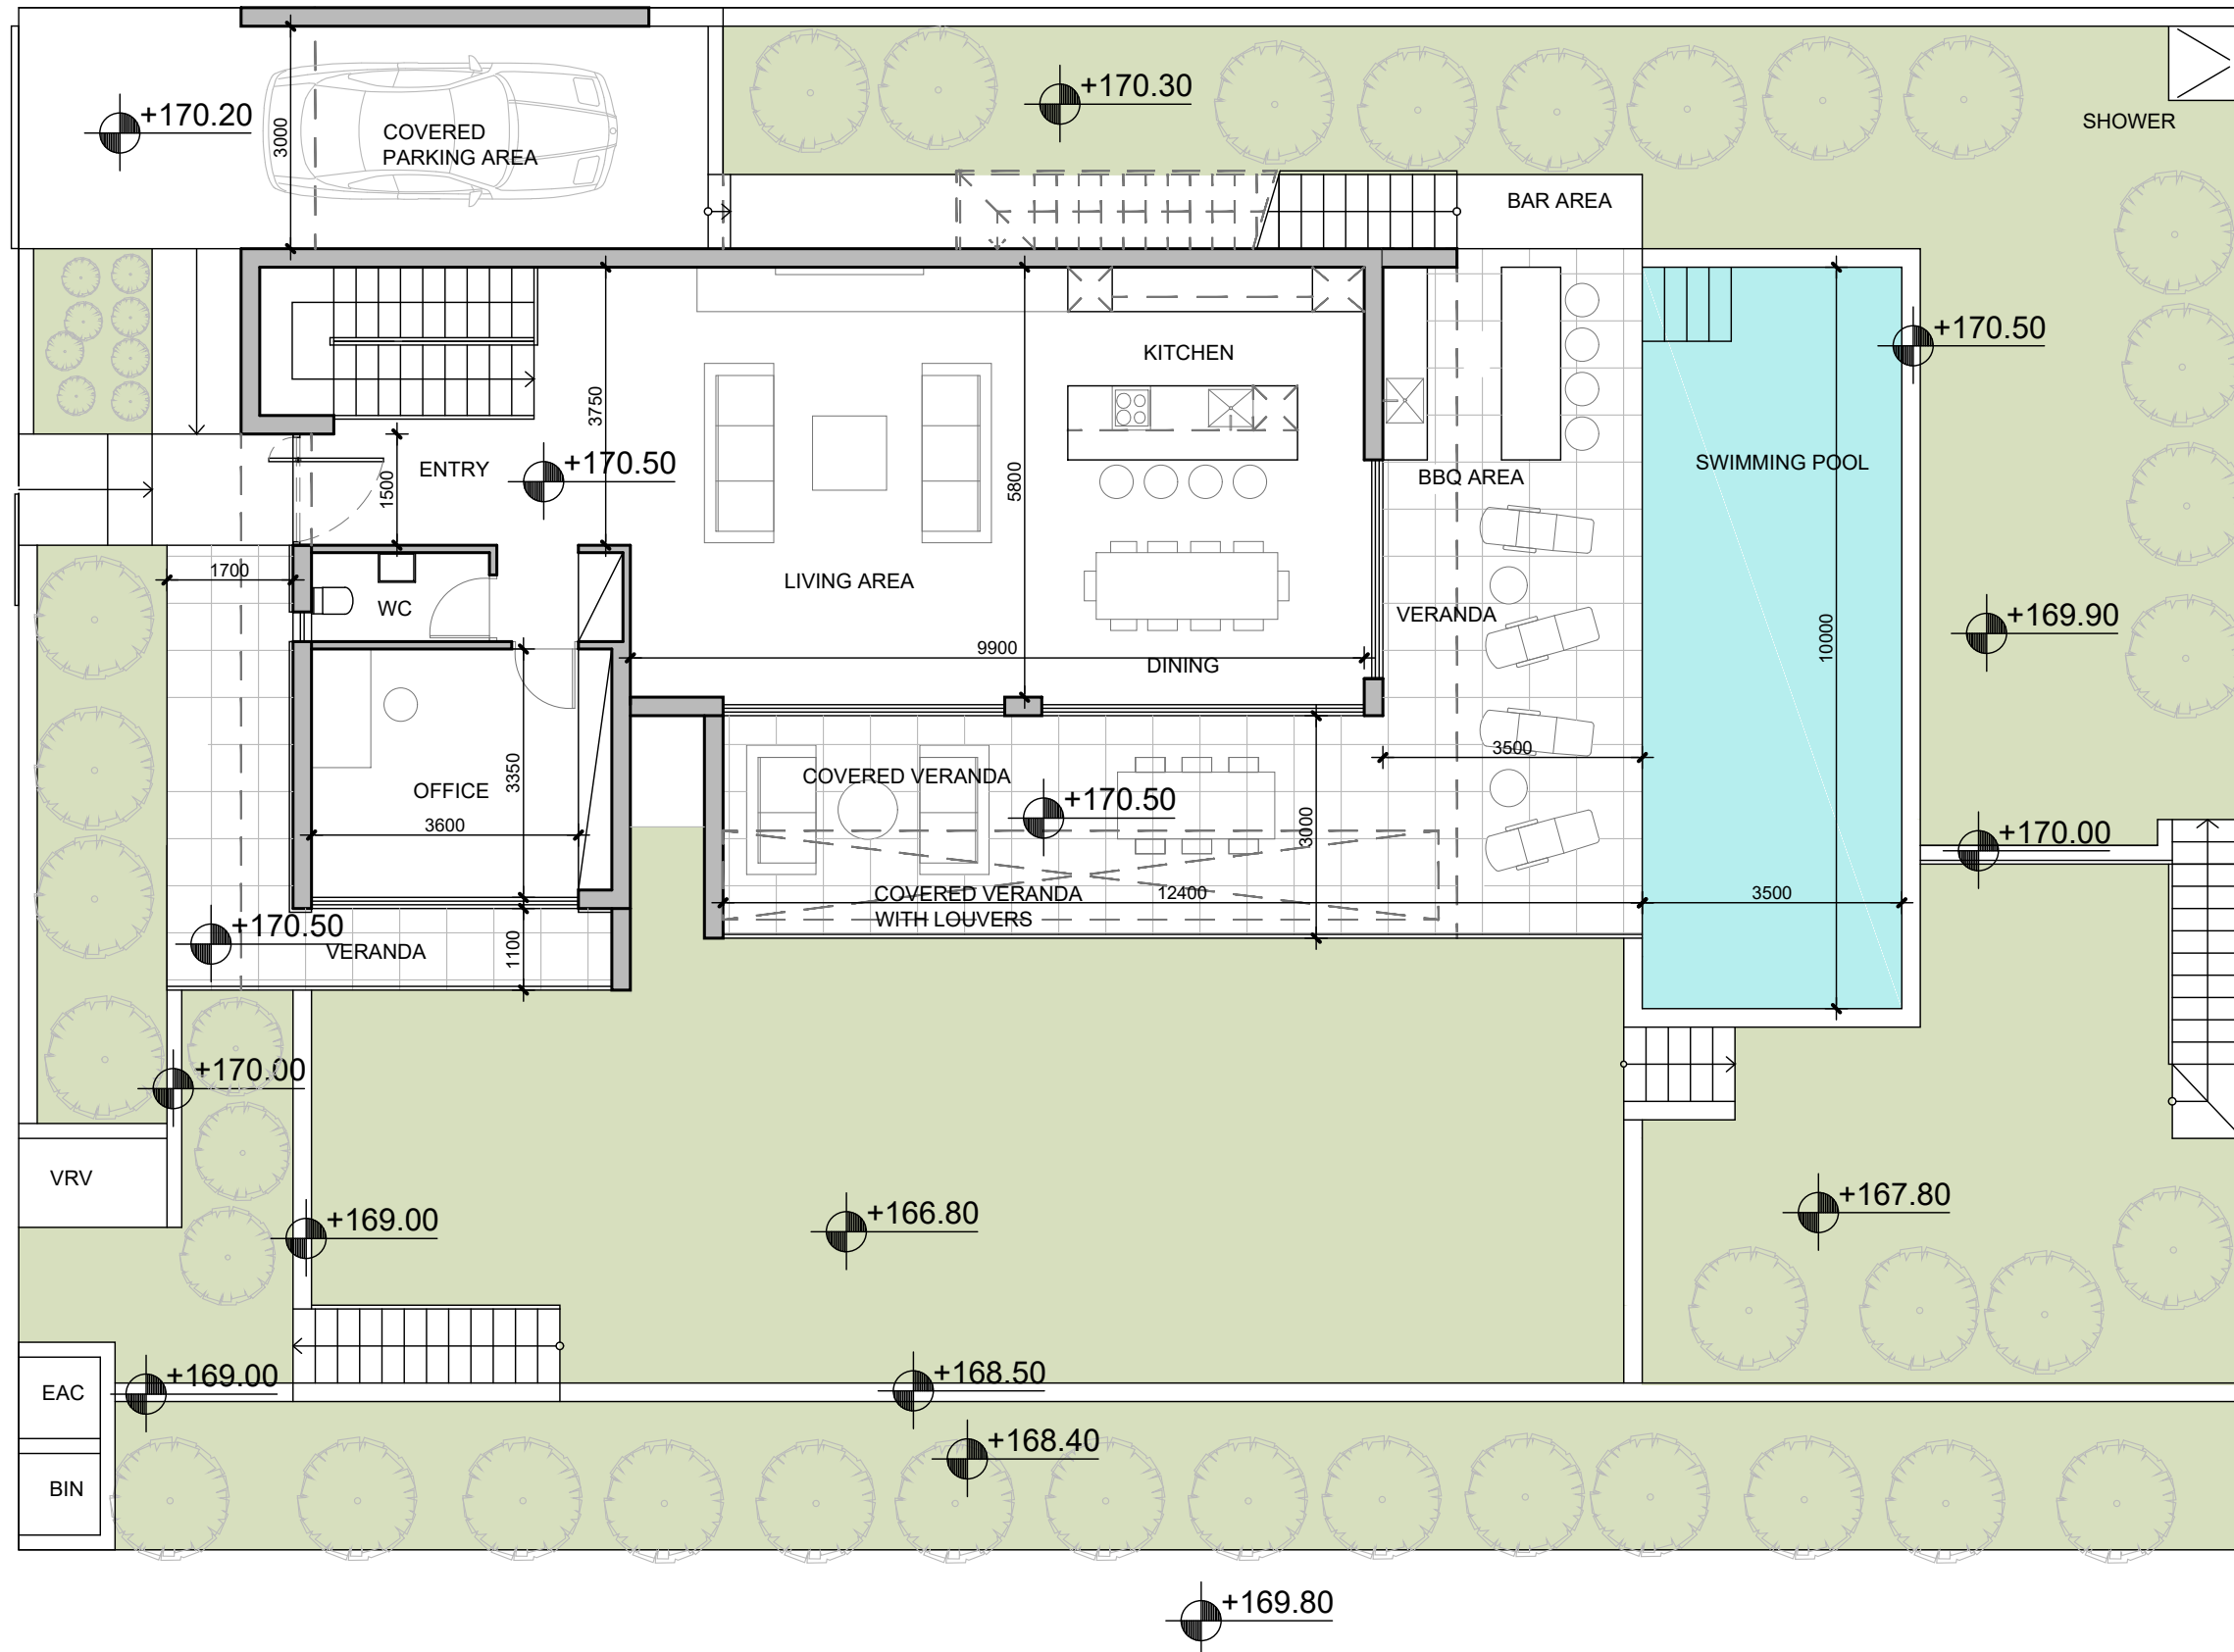 +170.20
3000
COVERED
PARKING AREA
+170.30
SHOWER
BAR AREA
+170.50
KITCHEN
3750
5800
ENTRY
+170.50
1500
SWIMMING POOL
BBQ AREA
1700
WC
LIVING AREA
VERANDA
+169.90
10000
9900
DINING
3350
OFFICE
3600
COVERED VERANDA
+170.50
3000
3500
+170.00
COVERED VERANDA
WITH LOUVERS
12400
3500
+170.50
VERANDA
1100
+170.00
VRV
+169.00
+166.80
+167.80
EAC
+169.00
+168.50
+168.40
BIN
+169.80